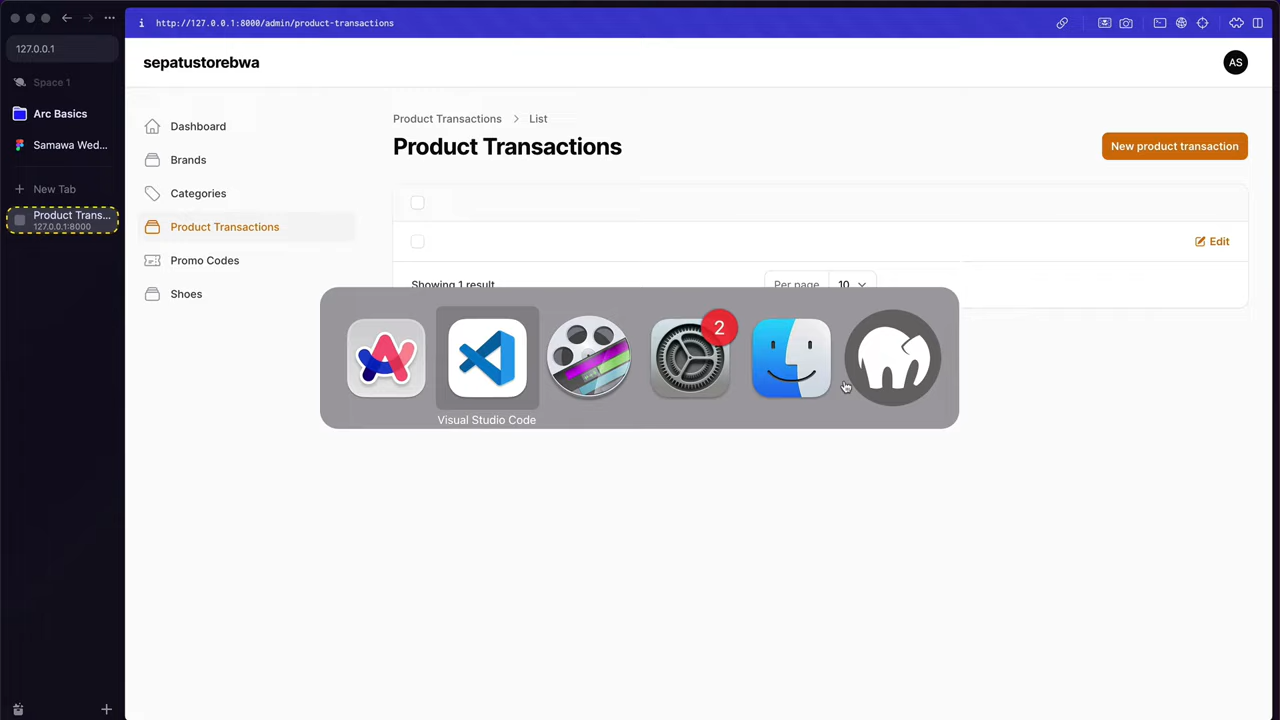 http://127.0.0.1:8000/admin/product-transactions
127.0.0.1
sepatustorebwa
AS
Space 1
Arc Basics
Samawa Wed...
New Tab
Product Trans...
127.0.0.1:8000
Dashboard
Brands
Categories
Product Transactions
Promo Codes
Shoes
Product Transactions
List
Product Transactions
New product transaction
Edit
Showing 1 result
Per page
10
2
Visual Studio Code